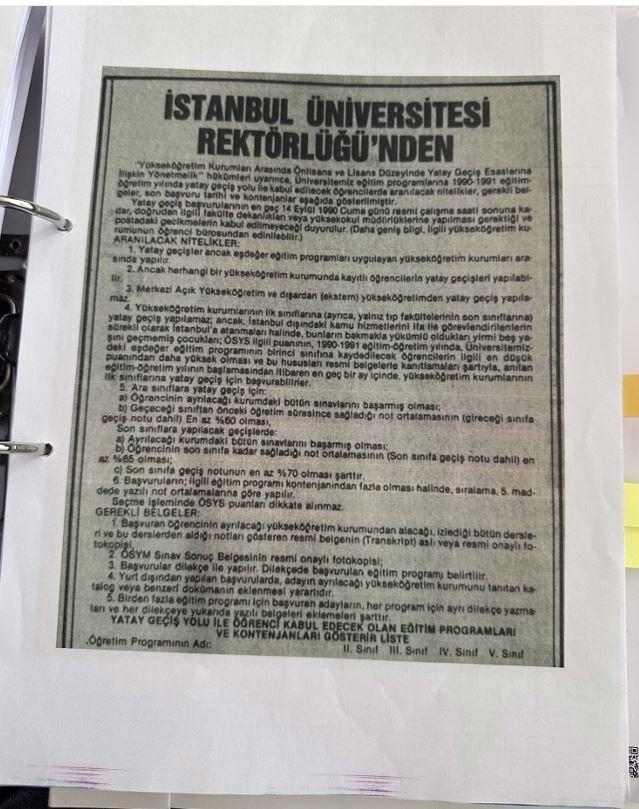 İSTANBUL ÜNİVERSİTESİ
REKTÖRLÜĞÜ'NDEN
"Yükseköğretim Kurumları Arasında Önlisans ve Lisans Düzeyinde Yatay Geçiş Esaslarına
İlişkin Yönetmelik" hükümleri uyarınca, Üniversitemiz eğitim programlarına 1990-1991 eğitim-
öğretim yılında yatay geçiş yolu ile kabul edilecek öğrencilerde aranılacak nitelikler, gerekli bel-
geler, son başvuru tarihi ve kontenjanlar aşağıda gösterilmiştir.
Yatay geçiş başvurularının en geç 14 Eylül 1990 Cuma günü resmi çalışma saati sonuna ka-
dar, doğrudan ilgili fakülte dekanlıkları veya yüksekokul müdürlüklerine yapılması gerektiği ve
postadaki gecikmelerin kabul edilmeyeceği duyurulur. (Daha geniş bilgi, ilgili yükseköğretim ku-
rumunun öğrenci bürosundan edinilebilir.)
ARANILACAK NİTELİKLER:
1. Yatay geçişler ancak eşdeğer eğitim programları uygulayan yükseköğretim kurumları ara-
sında yapılır.
2. Ancak herhangi bir yükseköğretim kurumunda kayıtlı öğrencilerin yatay geçişleri yapılabi-
lir.
3. Merkezi Açık Yükseköğretim ve dışardan (ekstern) yükseköğretimden yatay geçiş yapıla-
maz.
4. Yükseköğretim kurumlarının ilk sınıflarına (ayrıca, yalnız tıp fakültelerinin son sınıflarına)
yatay geçiş yapılamaz; ancak, İstanbul dışındaki kamu hizmetlerini ifa ile görevlendirilenlerin
sürekli olarak İstanbul'a atanmaları halinde, bunların bakmakla yükümlü oldukları yirmi beş ya-
şını geçmemiş çocukları; ÖSYS ilgili puanının, 1990-1991 eğitim-öğretim yılında, Üniversitemiz-
deki eşdeğer eğitim programının birinci sınıfına kaydedilecek öğrencilerin ilgili en düşük
puanından daha yüksek olması ve bu hususları resmi belgelerle kanıtlamaları şartıyla, anılan
eğitim-öğretim yılının başlamasından itibaren en geç bir ay içinde, yükseköğretim kurumlarının
ilk sınıflarına yatay geçiş için başvurabilirler.
5. Ara sınıflara yatay geçiş için:
a) Öğrencinin ayrılacağı kurumdaki bütün sınavlarını başarmış olması;
b) Geçeceği sınıftan önceki öğretim süresince sağladığı not ortalamasının (gireceği sınıfa
geçiş notu dahil) En az %60 olması,
Son sınıflara yapılacak geçişlerde:
a) Ayrılacağı kurumdaki bütün sınavlarını başarmış olması;
b) Öğrencinin son sınıfa kadar sağladığı not ortalamasının (Son sınıfa geçiş notu dahil) en
az %65 olması;
c) Son sınıfa geçiş notunun en az %70 olması şarttır.
6. Başvuruların; ilgili eğitim programı kontenjanından fazla olması halinde, sıralama, 5. mad-
dede yazılı not ortalamalarına göre yapılır.
Seçme işleminde ÖSYS puanları dikkate alınmaz.
GEREKLİ BELGELER:
1. Başvuran öğrencinin ayrılacağı yükseköğretim kurumundan alacağı, izlediği bütün dersle-
ri ve bu derslerden aldığı notları gösteren resmi belgenin (Transkript) aslı veya resmi onaylı fo-
tokopisi,
2. ÖSYM Sınav Sonuç Belgesinin resmi onaylı fotokopisi;
3. Başvurular dilekçe ile yapılır. Dilekçede başvurulan eğitim programı belirtilir.
4. Yurt dışından yapılan başvurularda, adayın ayrılacağı yükseköğretim kurumunu tanıtan ka-
talog veya benzeri dokümanın eklenmesi yararlıdır.
5. Birden fazla eğitim programı için başvuran adayların, her program için ayrı dilekçe yazma-
ları ve her dilekçeye yukarıda yazılı belgeleri eklemeleri şarttır.
YATAY GEÇİŞ YOLU İLE ÖĞRENCİ KABUL EDECEK OLAN EĞİTİM PROGRAMLARI
VE KONTENJANLARI GÖSTERİR LİSTE
Öğretim Programının Adı: II. Sınıf III. Sınıf IV. Sınıf V. Sınıf